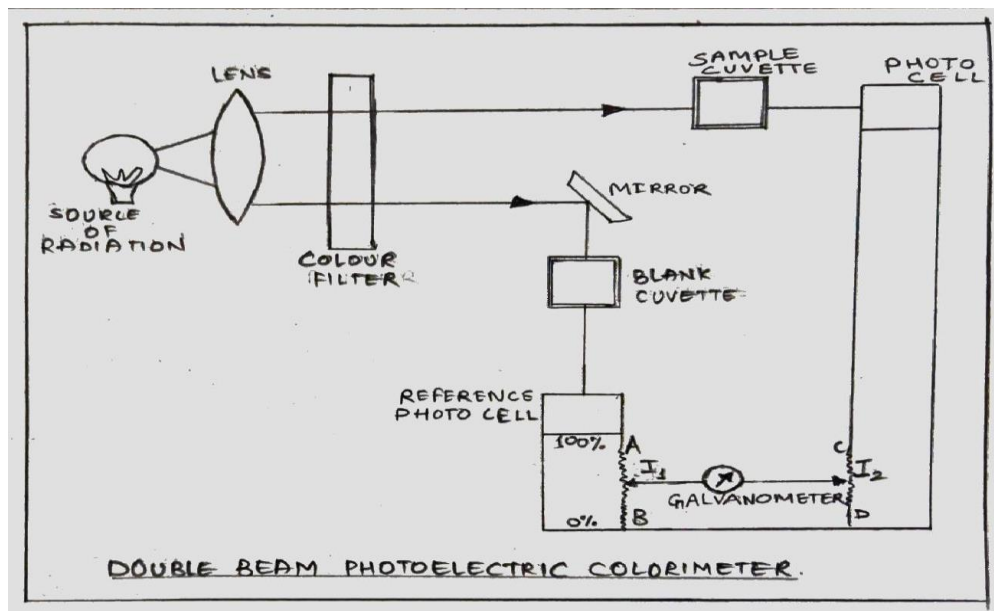 LENS
SAMPLE
CUVETTE
PHOTO
CELL
SOURCE
OF
RADIATION
COLOUR
FILTER
MIRROR
BLANK
CUVETTE
REFERENCE
PHOTO CELL
100%
A
I1
B
0%
GALVANOMETER
C
I2
D
DOUBLE BEAM PHOTOELECTRIC COLORIMETER.